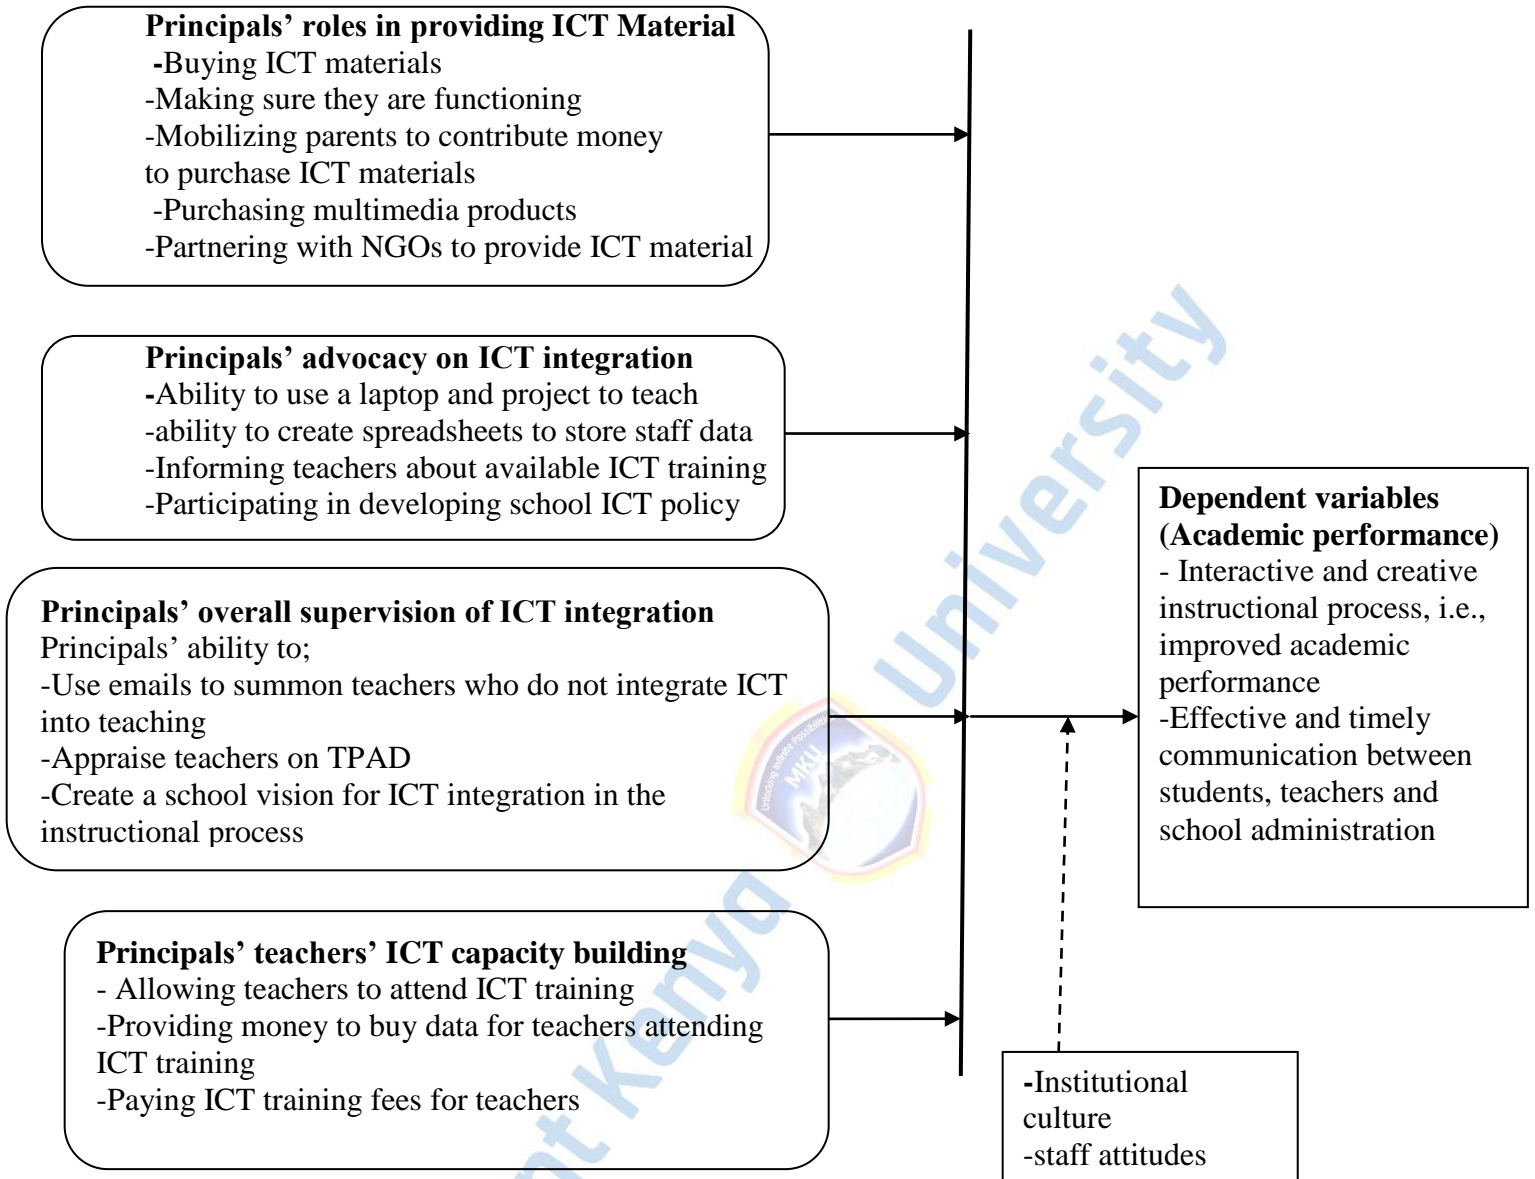 Principals’ roles in providing ICT Material
-Buying ICT materials
-Making sure they are functioning
-Mobilizing parents to contribute money
to purchase ICT materials
-Purchasing multimedia products
-Partnering with NGOs to provide ICT material
Principals’ advocacy on ICT integration
-Ability to use a laptop and project to teach
-ability to create spreadsheets to store staff data
-Informing teachers about available ICT training
-Participating in developing school ICT policy
Principals’ overall supervision of ICT integration
Principals’ ability to;
-Use emails to summon teachers who do not integrate ICT
into teaching
-Appraise teachers on TPAD
-Create a school vision for ICT integration in the
instructional process
Principals’ teachers’ ICT capacity building
- Allowing teachers to attend ICT training
-Providing money to buy data for teachers attending
ICT training
-Paying ICT training fees for teachers
Dependent variables
(Academic performance)
- Interactive and creative
instructional process, i.e.,
improved academic
performance
-Effective and timely
communication between
students, teachers and
school administration
-Institutional
culture
-staff attitudes
nt Kenya University
Unlocking Infinite Possibilities
MKU